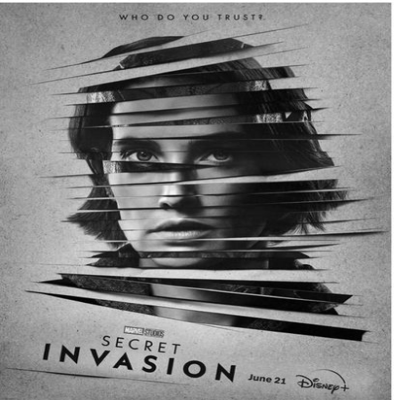 WHO DO YOU TRUST?
MARVEL STUDIOS
SECRET
INVASION
June 21 Disney+